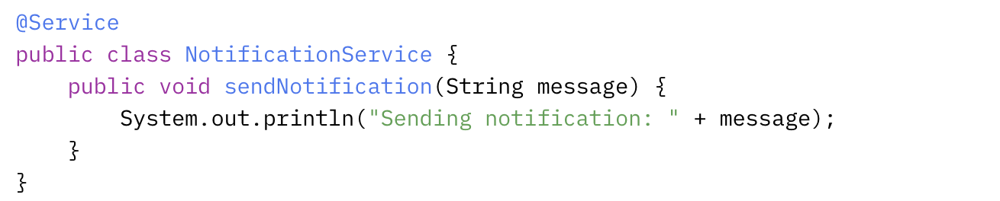 @Service
public class NotificationService {
    public void sendNotification(String message) {
        System.out.println("Sending notification: " + message);
    }
}